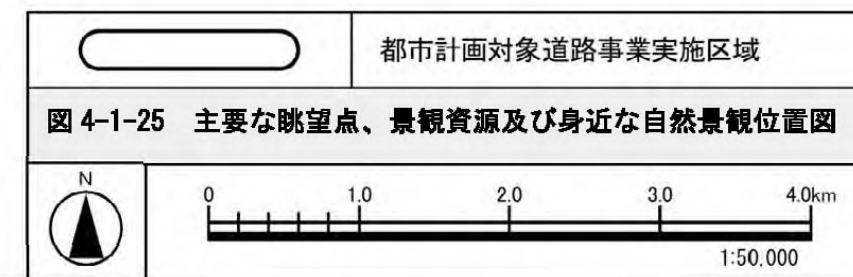 都市計画対象道路事業実施区域
図 4-1-25 主要な眺望点、景観資源及び身近な自然景観位置図
N
0 1.0 2.0 3.0 4.0km
1:50,000